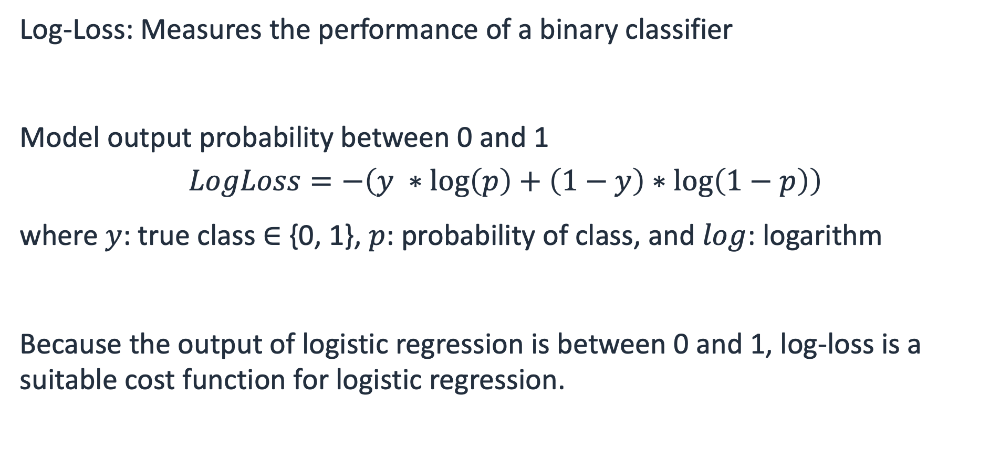 Log-Loss: Measures the performance of a binary classifier
Model output probability between 0 and 1
LogLoss = −(y * log(p) + (1 − y) * log(1 − p))
where y: true class ∈ {0, 1}, p: probability of class, and log: logarithm
Because the output of logistic regression is between 0 and 1, log-loss is a
suitable cost function for logistic regression.